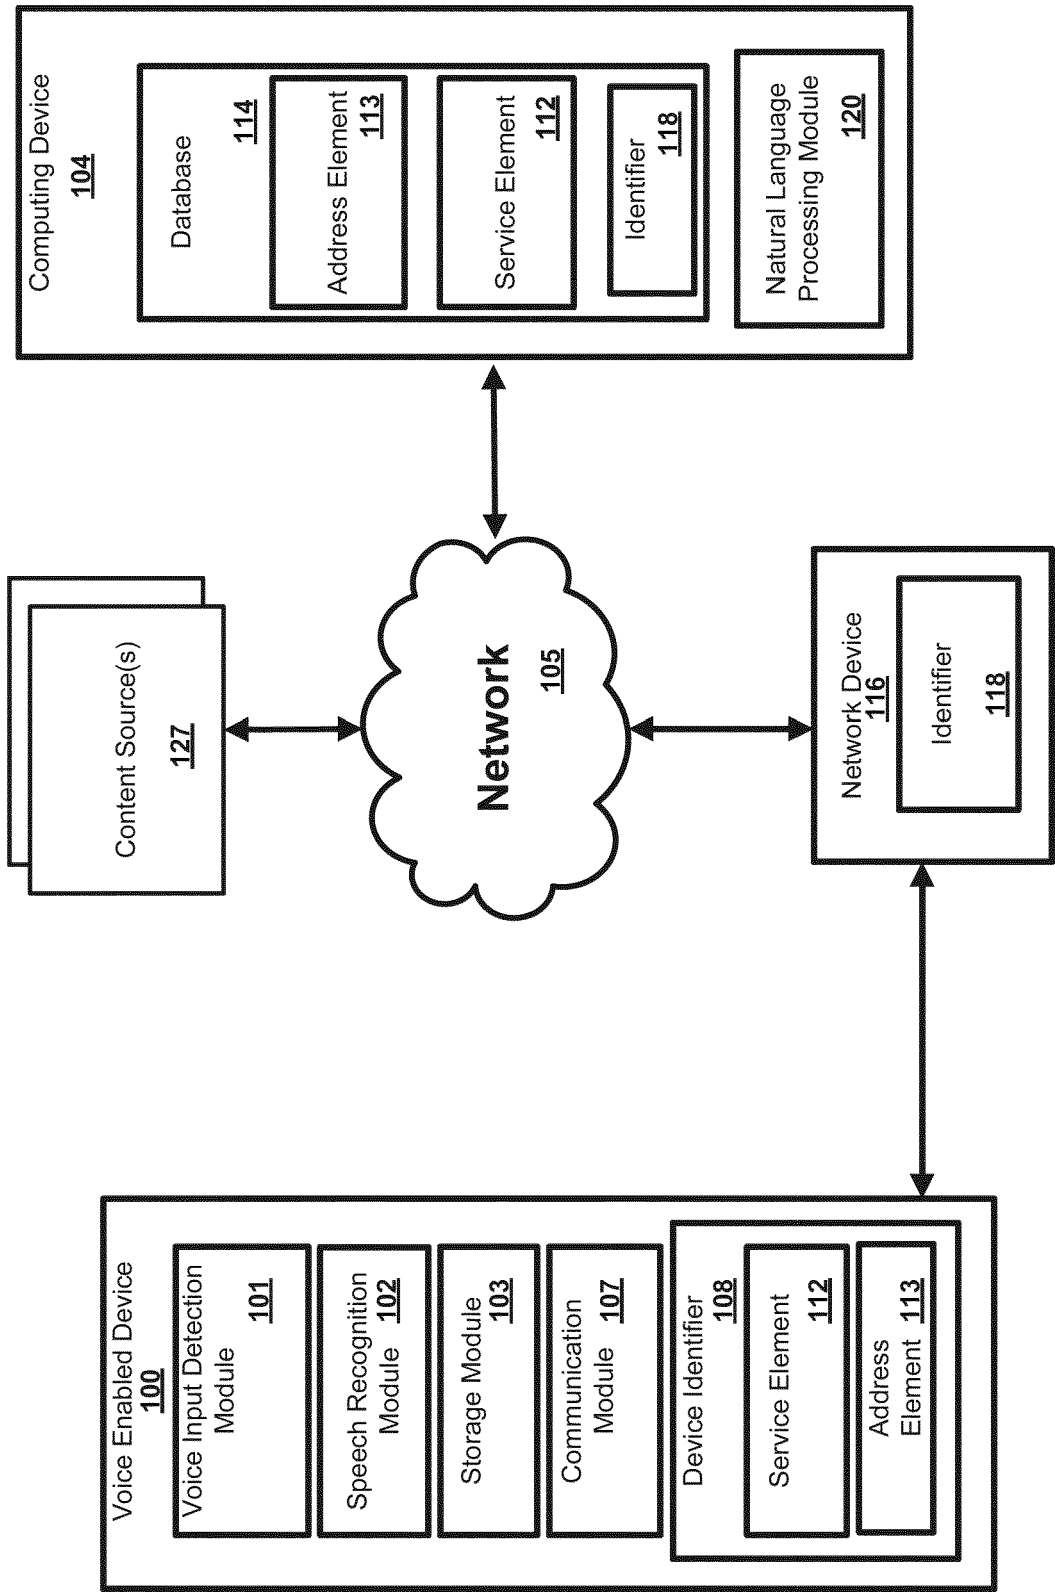 Voice Enabled Device
100
Voice Input Detection
Module
101
Speech Recognition
Module
102
Storage Module
103
Communication
Module
107
Device Identifier
108
Service Element
112
Address
Element
113
Content Source(s)
127
Network
105
Network Device
116
Identifier
118
Computing Device
104
Database
114
Address Element
113
Service Element
112
Identifier
118
Natural Language
Processing Module
120